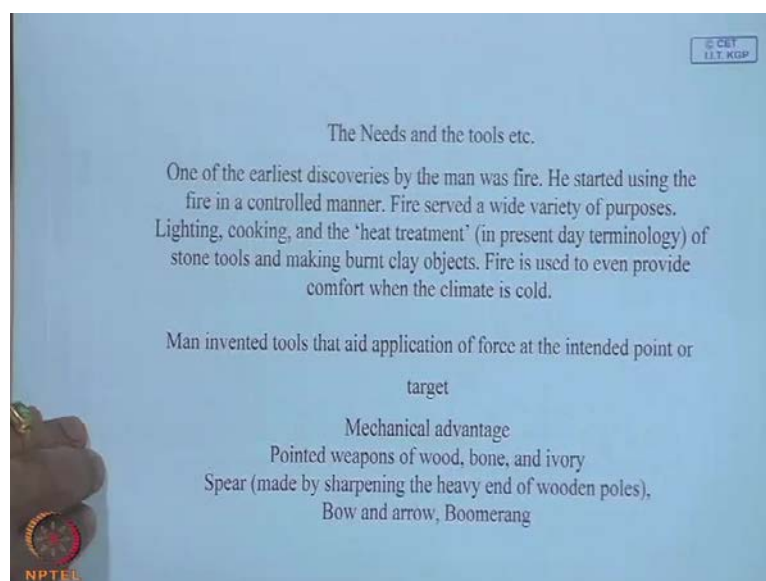 © CET
I.I.T. KGP
The Needs and the tools etc.
One of the earliest discoveries by the man was fire. He started using the
fire in a controlled manner. Fire served a wide variety of purposes.
Lighting, cooking, and the ‘heat treatment’ (in present day terminology) of
stone tools and making burnt clay objects. Fire is used to even provide
comfort when the climate is cold.
Man invented tools that aid application of force at the intended point or
target
Mechanical advantage
Pointed weapons of wood, bone, and ivory
Spear (made by sharpening the heavy end of wooden poles),
Bow and arrow, Boomerang
NPTEL